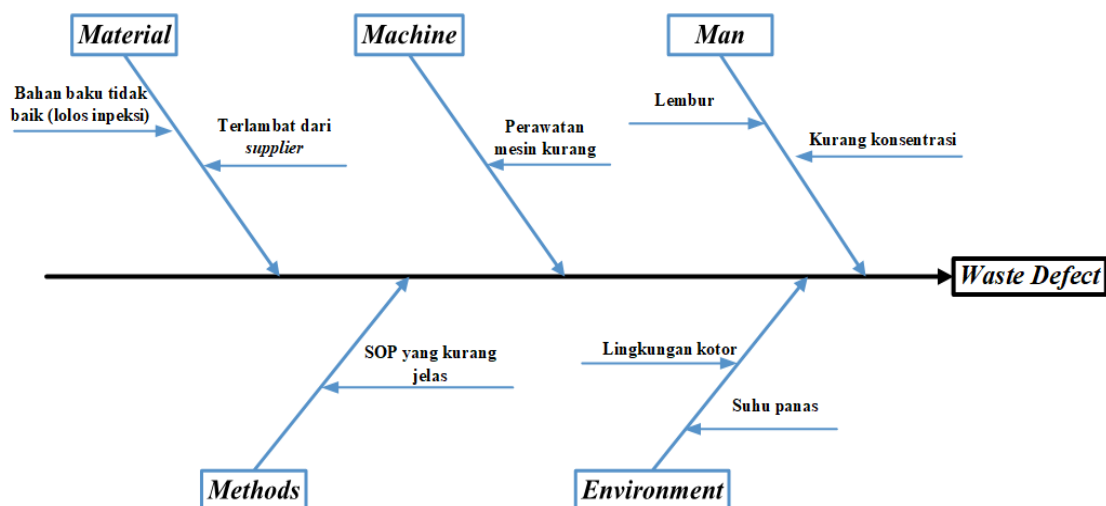 Material
Machine
Man
Bahan baku tidak
baik (lolos inpeksi)
Terlambat dari
supplier
Perawatan
mesin kurang
Lembur
Kurang konsentrasi
Waste Defect
SOP yang kurang
jelas
Lingkungan kotor
Suhu panas
Methods
Environment